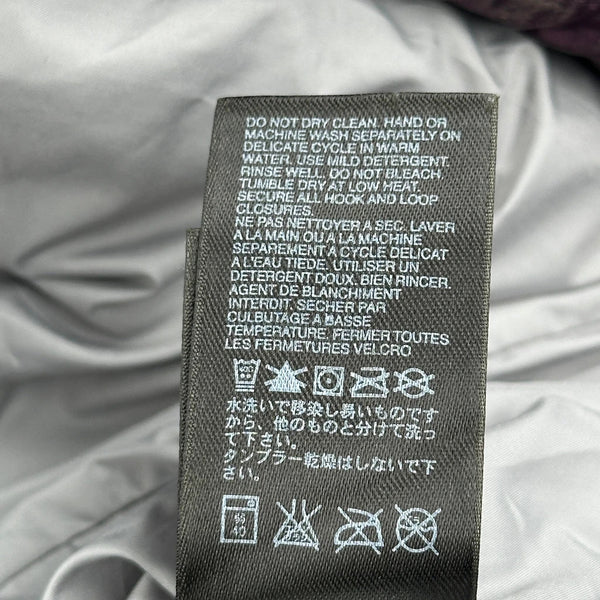 DO NOT DRY CLEAN. HAND OR
MACHINE WASH SEPARATELY ON
DELICATE CYCLE IN WARM
WATER. USE MILD DETERGENT.
RINSE WELL. DO NOT BLEACH.
TUMBLE DRY AT LOW HEAT.
SECURE ALL HOOK AND LOOP
CLOSURES.
NE PAS NETTOYER A SEC. LAVER
A LA MAIN OU A LA MACHINE
SEPAREMENT A CYCLE DELICAT
A L'EAU TIEDE. UTILISER UN
DETERGENT DOUX. BIEN RINCER.
AGENT DE BLANCHIMENT
INTERDIT. SECHER PAR
CULBUTAGE A BASSE
TEMPERATURE. FERMER TOUTES
LES FERMETURES VELCRO
水洗いで移染し易いものです
から、他のものと分けて洗っ
て下さい。
タンブラー乾燥はしないで下
さい。